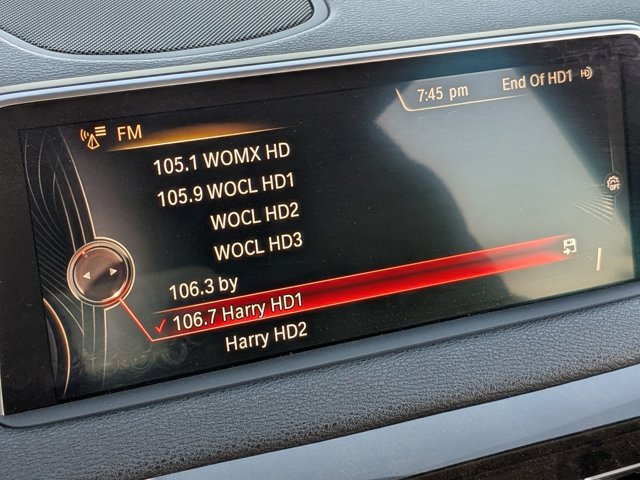 7:45 pm End Of HD1
FM
105.1 WOMX HD
105.9 WOCL HD1
WOCL HD2
WOCL HD3
106.3 by
106.7 Harry HD1
Harry HD2
OPT